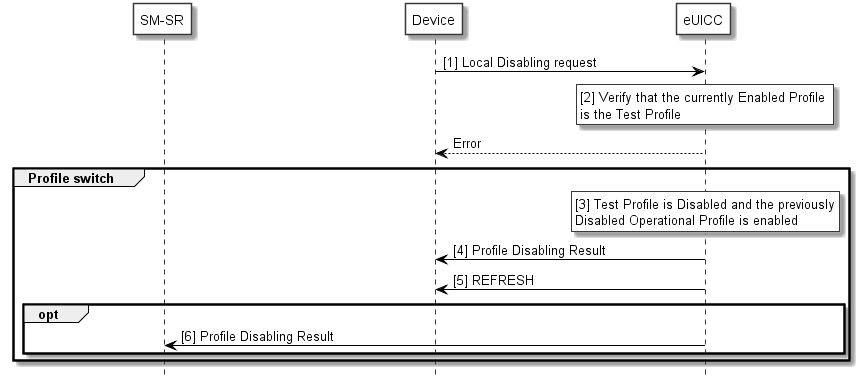 SM-SR
Device
eUICC
[1] Local Disabling request
[2] Verify that the currently Enabled Profile
is the Test Profile
Error
Profile switch
[3] Test Profile is Disabled and the previously
Disabled Operational Profile is enabled
[4] Profile Disabling Result
[5] REFRESH
opt
[6] Profile Disabling Result